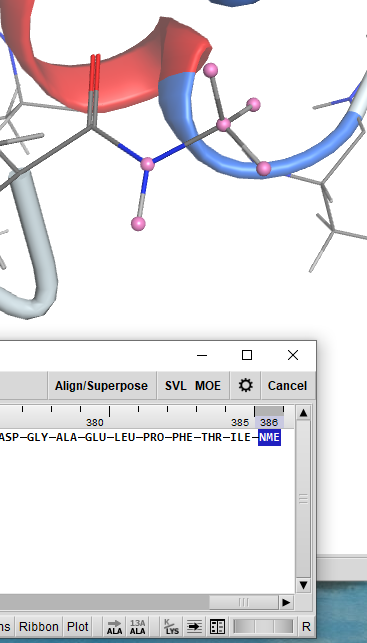 Align/Superpose SVL MOE Cancel
380 385 386
ASP-GLY-ALA-GLU-LEU-PRO-PHE-THR-ILE-NME
ns Ribbon Plot ALA 13A ALA K LYS R